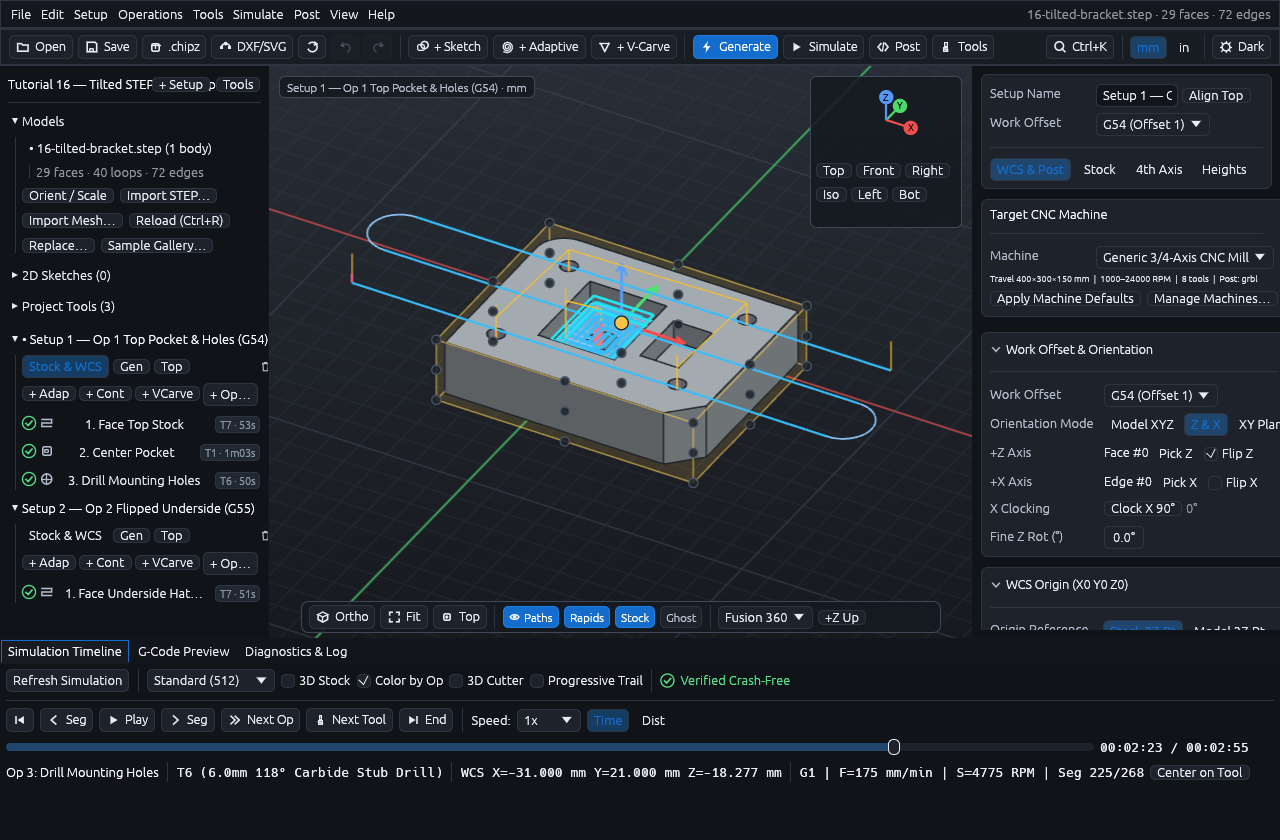 File Edit Setup Operations Tools Simulate Post View Help
16-tilted-bracket.step · 29 faces · 72 edges
Open Save .chipz DXF/SVG + Sketch + Adaptive + V-Carve Generate Simulate Post Tools Ctrl+K mm in Dark
Tutorial 16 — Tilted STEP + Setup Tools
Models
• 16-tilted-bracket.step (1 body)
29 faces · 40 loops · 72 edges
Orient / Scale Import STEP...
Import Mesh... Reload (Ctrl+R)
Replace... Sample Gallery...
2D Sketches (0)
Project Tools (3)
• Setup 1 — Op 1 Top Pocket & Holes (G54)
Stock & WCS Gen Top
+ Adap + Cont + VCarve + Op...
1. Face Top Stock T7 · 53s
2. Center Pocket T1 · 1m03s
3. Drill Mounting Holes T6 · 50s
Setup 2 — Op 2 Flipped Underside (G55)
Stock & WCS Gen Top
+ Adap + Cont + VCarve + Op...
1. Face Underside Hat... T7 · 51s
Setup 1 — Op 1 Top Pocket & Holes (G54) · mm
Z Y X
Top Front Right
Iso Left Bot
Ortho Fit Top Paths Rapids Stock Ghost Fusion 360 +Z Up
Setup Name Setup 1 — C Align Top
Work Offset G54 (Offset 1)
WCS & Post Stock 4th Axis Heights
Target CNC Machine
Machine Generic 3/4-Axis CNC Mill
Travel 400×300×150 mm | 1000–24000 RPM | 8 tools | Post: grbl
Apply Machine Defaults Manage Machines...
Work Offset & Orientation
Work Offset G54 (Offset 1)
Orientation Mode Model XYZ Z & X XY Plan
+Z Axis Face #0 Pick Z Flip Z
+X Axis Edge #0 Pick X Flip X
X Clocking Clock X 90° 0°
Fine Z Rot (°) 0.0°
WCS Origin (X0 Y0 Z0)
Origin Reference Stock 27 Pt Model 27 Pt
Simulation Timeline G-Code Preview Diagnostics & Log
Refresh Simulation Standard (512) 3D Stock Color by Op 3D Cutter Progressive Trail Verified Crash-Free
Seg Play Seg Next Op Next Tool End Speed: 1x Time Dist
00:02:23 / 00:02:55
Op 3: Drill Mounting Holes T6 (6.0mm 118° Carbide Stub Drill) WCS X=-31.000 mm Y=21.000 mm Z=-18.277 mm G1 | F=175 mm/min | S=4775 RPM | Seg 225/268 Center on Tool